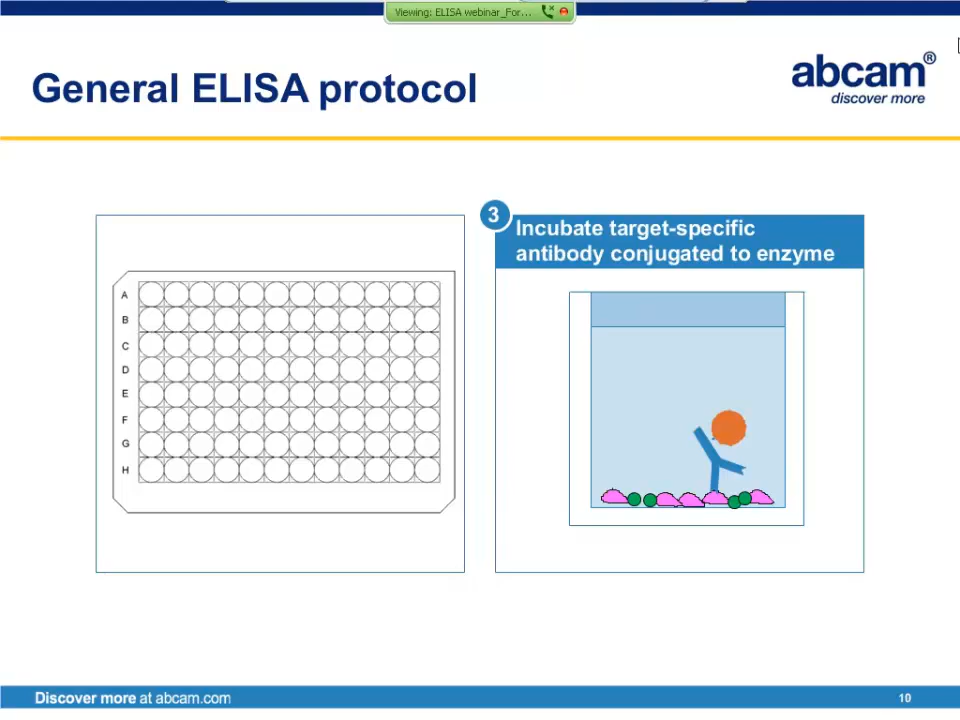 Viewing: ELISA webinar_For...
General ELISA protocol
abcam®
discover more
3
Incubate target-specific
antibody conjugated to enzyme
A
B
C
D
E
F
G
H
Discover more at abcam.com
10